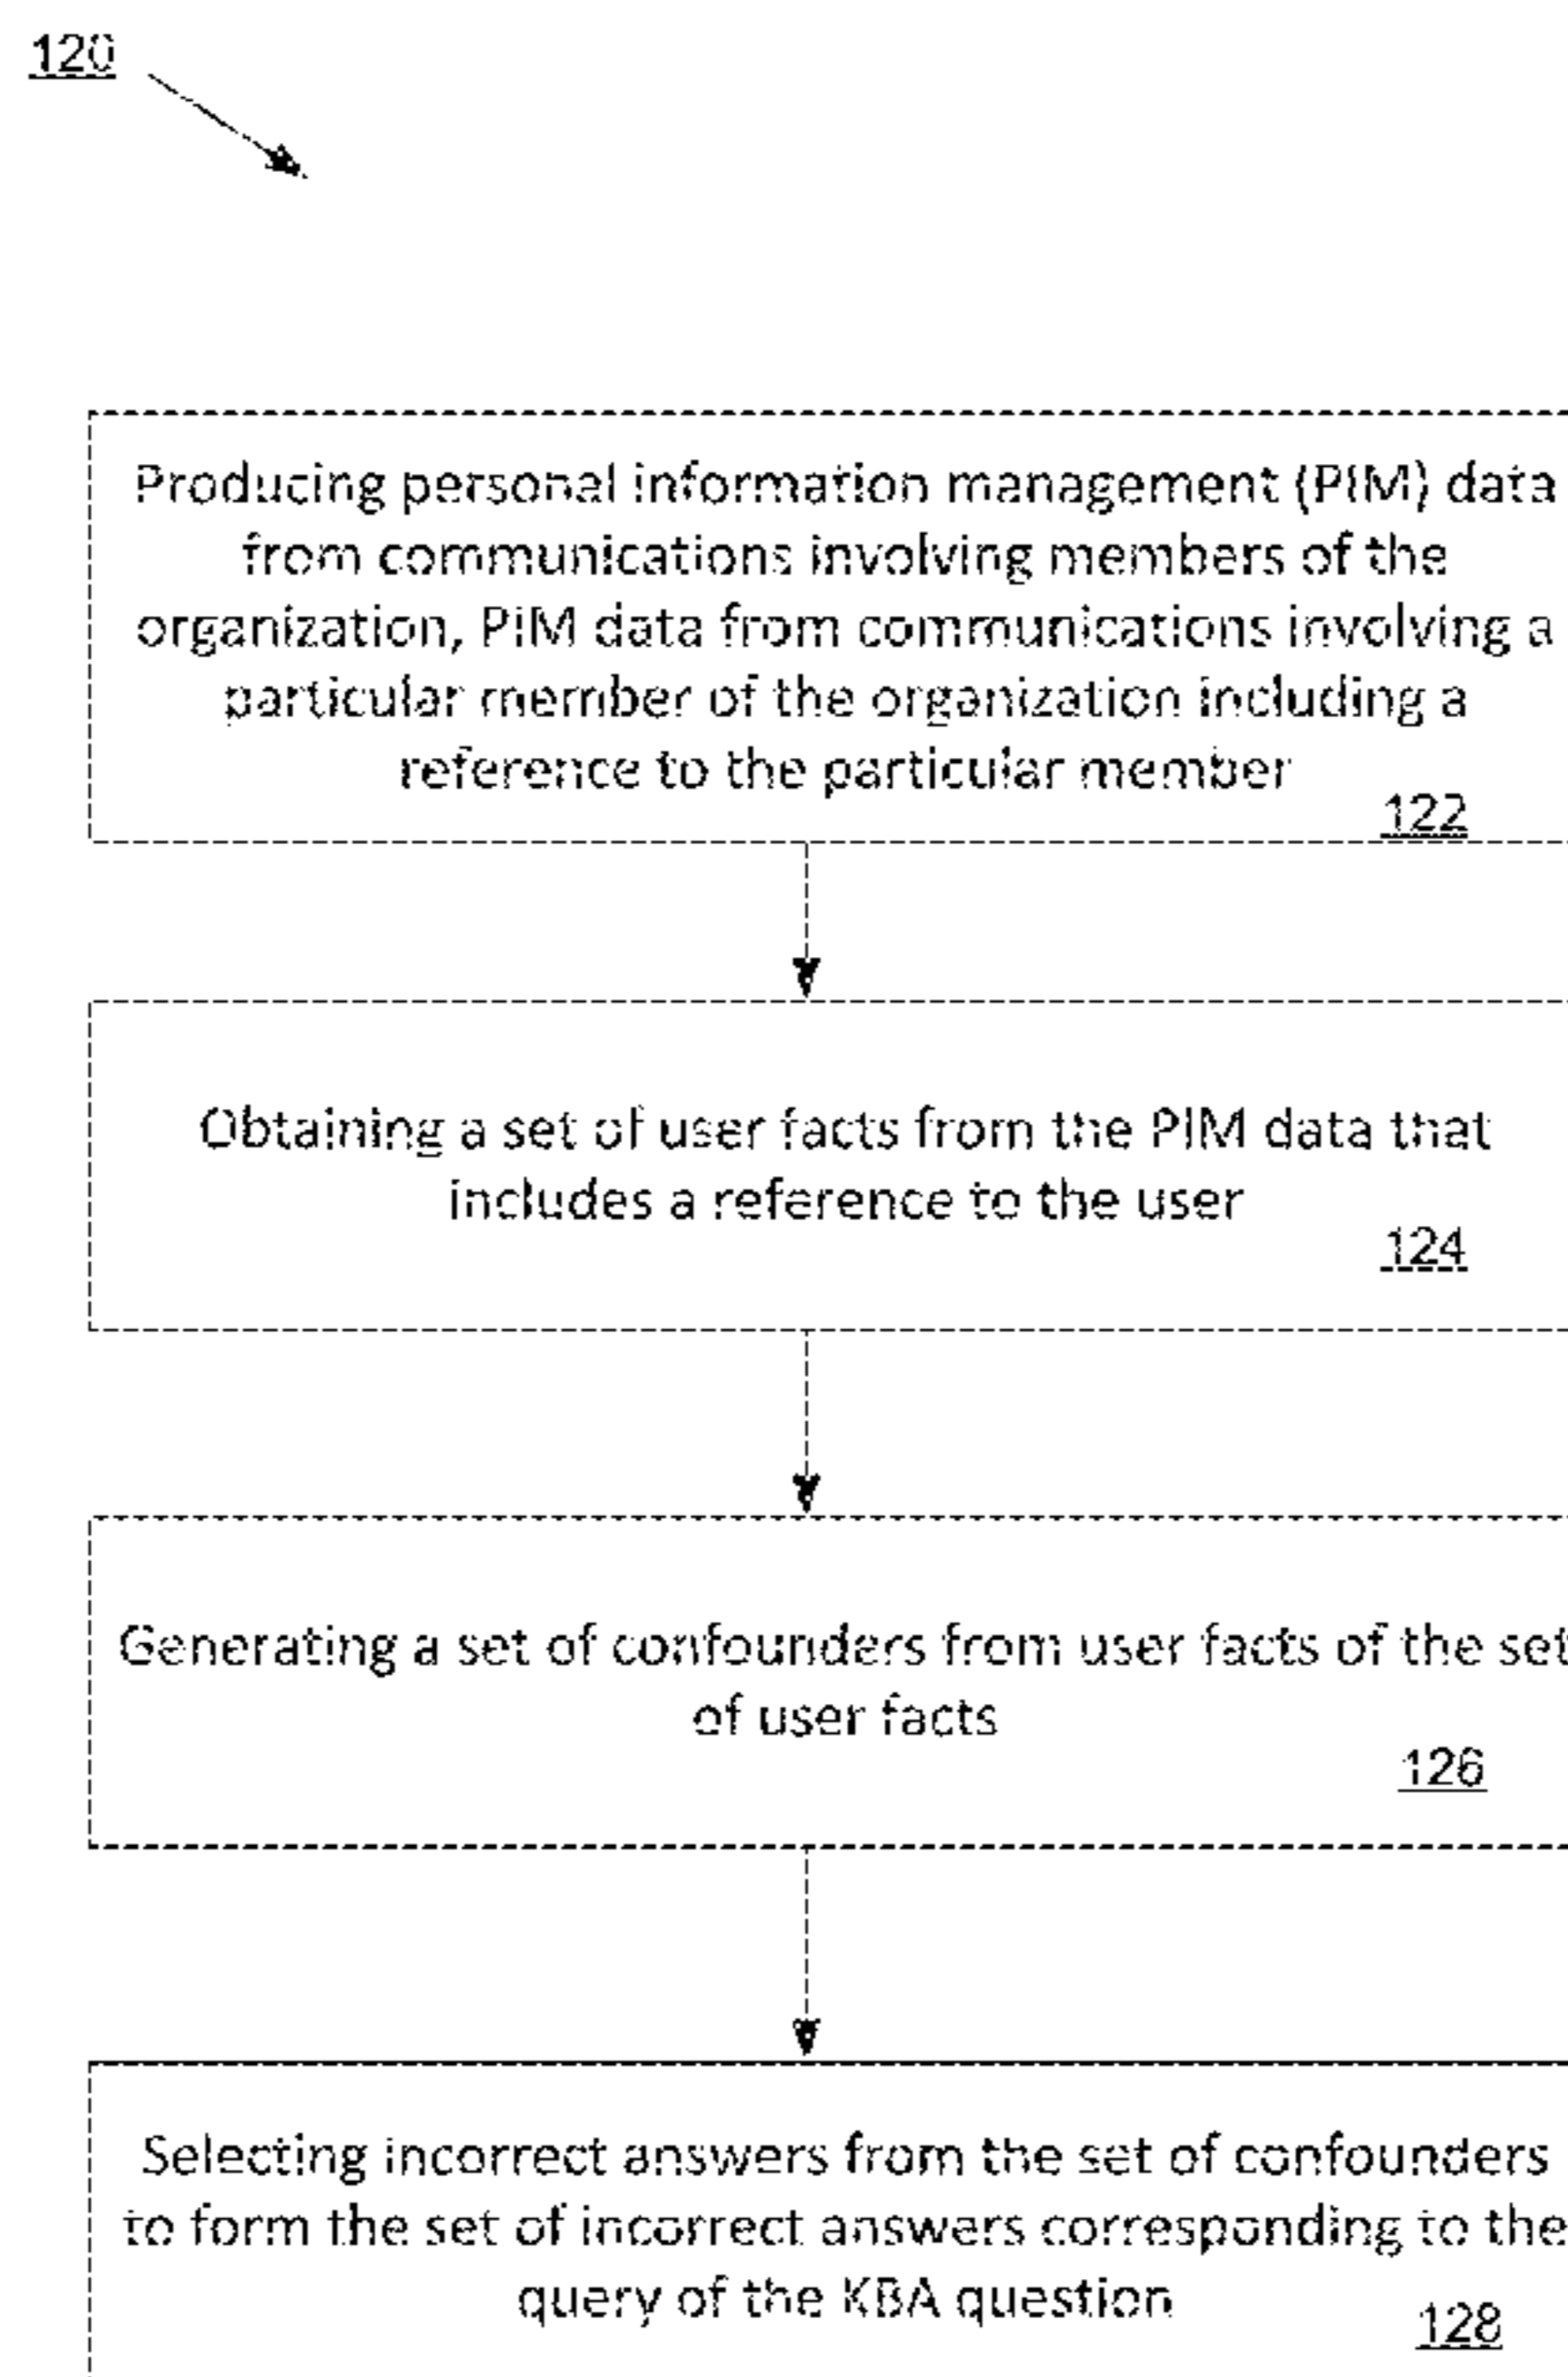 120
Producing personal information management (PIM) data
from communications involving members of the
organization, PIM data from communications involving a
particular member of the organization including a
reference to the particular member
122
Obtaining a set of user facts from the PIM data that
includes a reference to the user
124
Generating a set of confounders from user facts of the set
of user facts
126
Selecting incorrect answers from the set of confounders
to form the set of incorrect answers corresponding to the
query of the KBA question
128